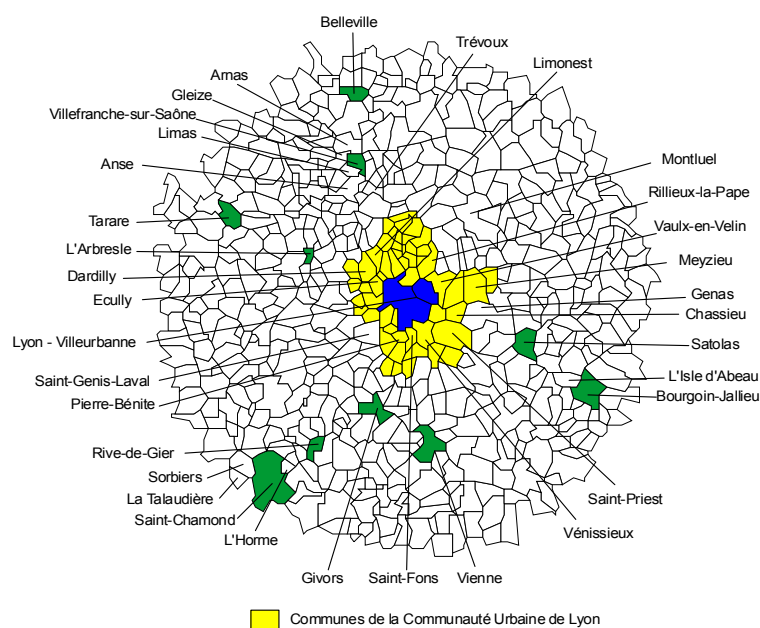 Belleville
Trévoux
Limonest
Arnas
Gleize
Villefranche-sur-Saône
Limas
Anse
Montluel
Rillieux-la-Pape
Tarare
Vaulx-en-Velin
L'Arbresle
Meyzieu
Dardilly
Ecully
Genas
Chassieu
Lyon - Villeurbanne
Satolas
Saint-Genis-Laval
L'Isle d'Abeau
Pierre-Bénite
Bourgoin-Jallieu
Rive-de-Gier
Sorbiers
La Talaudière
Saint-Priest
Saint-Chamond
Vénissieux
L'Horme
Givors
Saint-Fons
Vienne
Communes de la Communauté Urbaine de Lyon